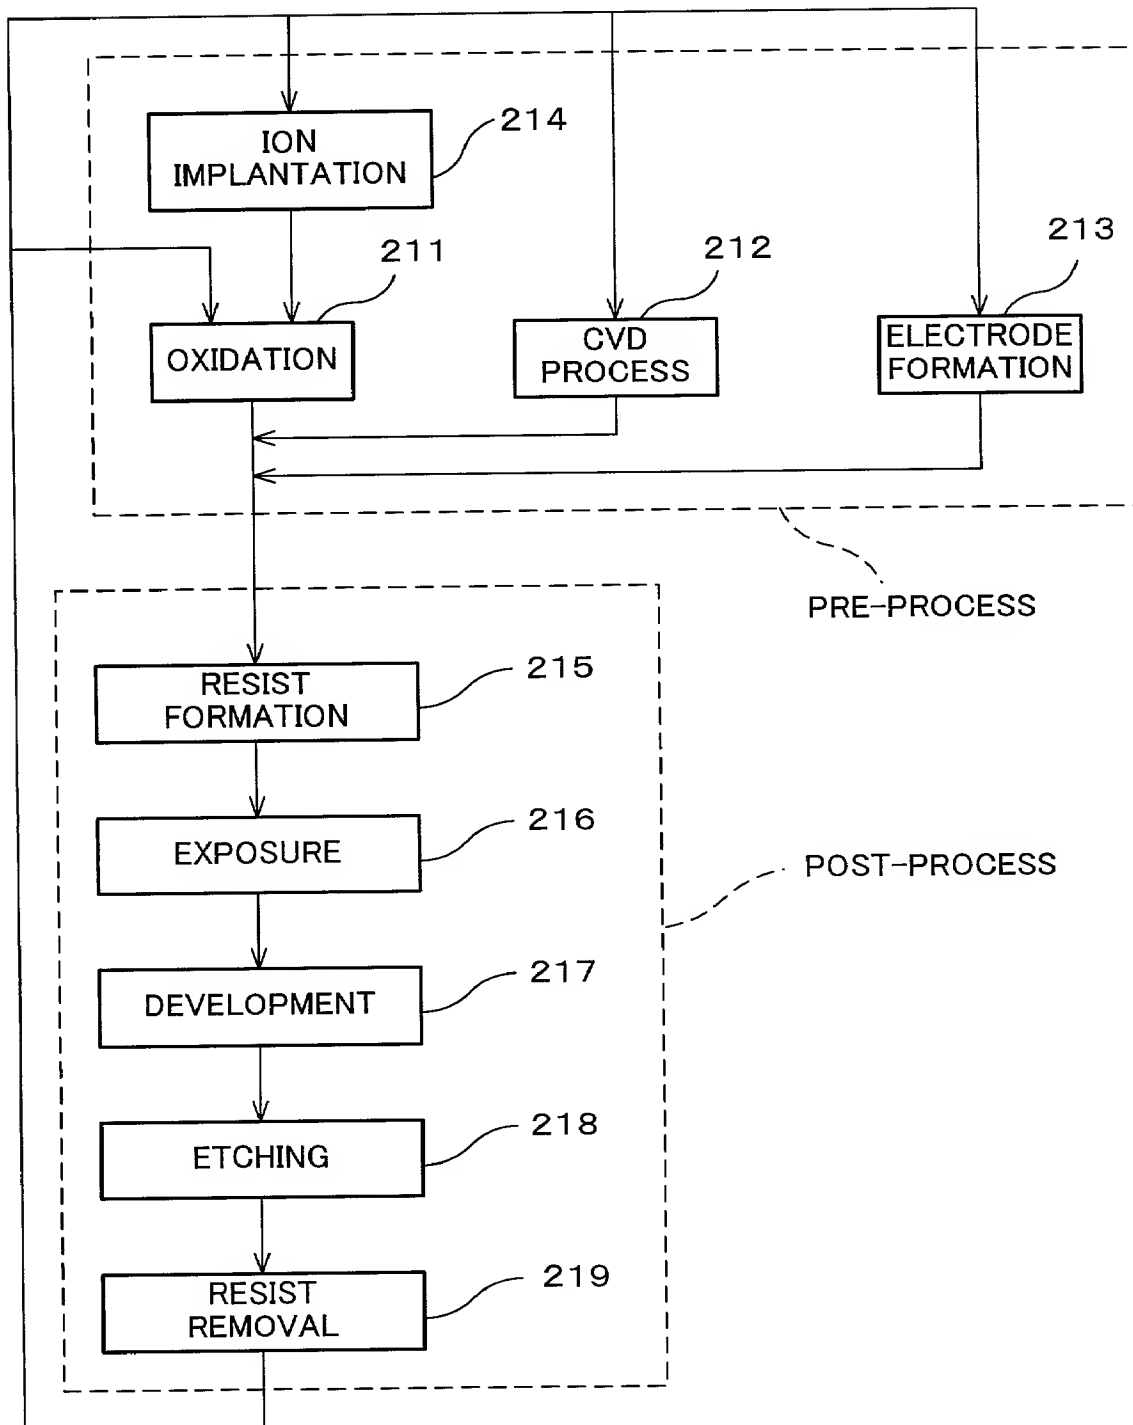 214
ION
IMPLANTATION
211
212
213
OXIDATION
CVD
PROCESS
ELECTRODE
FORMATION
PRE-PROCESS
215
RESIST
FORMATION
216
EXPOSURE
POST-PROCESS
217
DEVELOPMENT
218
ETCHING
219
RESIST
REMOVAL